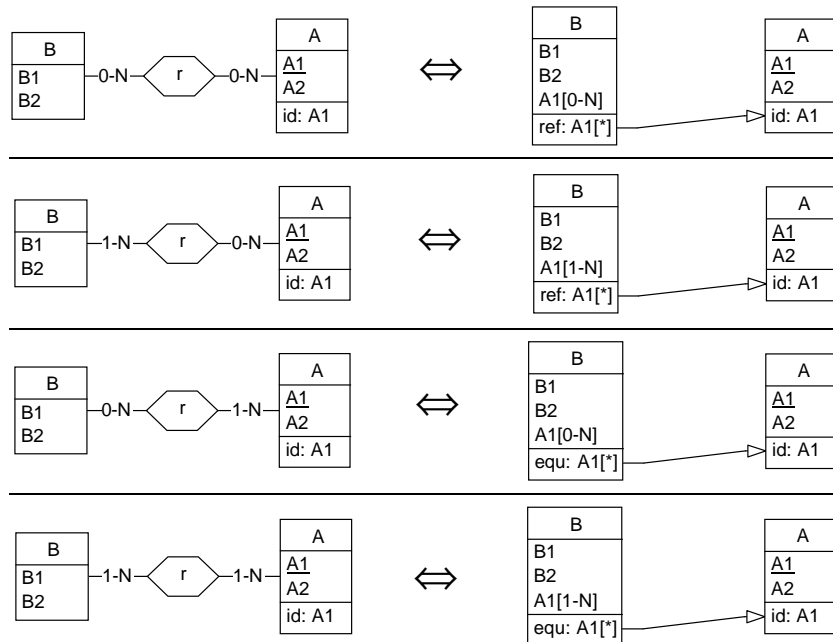 B
B1
B2
0-N
r
0-N
A
A1
A2
id: A1
⇔
B
B1
B2
A1[0-N]
ref: A1[*]
A
A1
A2
id: A1
B
B1
B2
1-N
r
0-N
A
A1
A2
id: A1
⇔
B
B1
B2
A1[1-N]
ref: A1[*]
A
A1
A2
id: A1
B
B1
B2
0-N
r
1-N
A
A1
A2
id: A1
⇔
B
B1
B2
A1[0-N]
equ: A1[*]
A
A1
A2
id: A1
B
B1
B2
1-N
r
1-N
A
A1
A2
id: A1
⇔
B
B1
B2
A1[1-N]
equ: A1[*]
A
A1
A2
id: A1